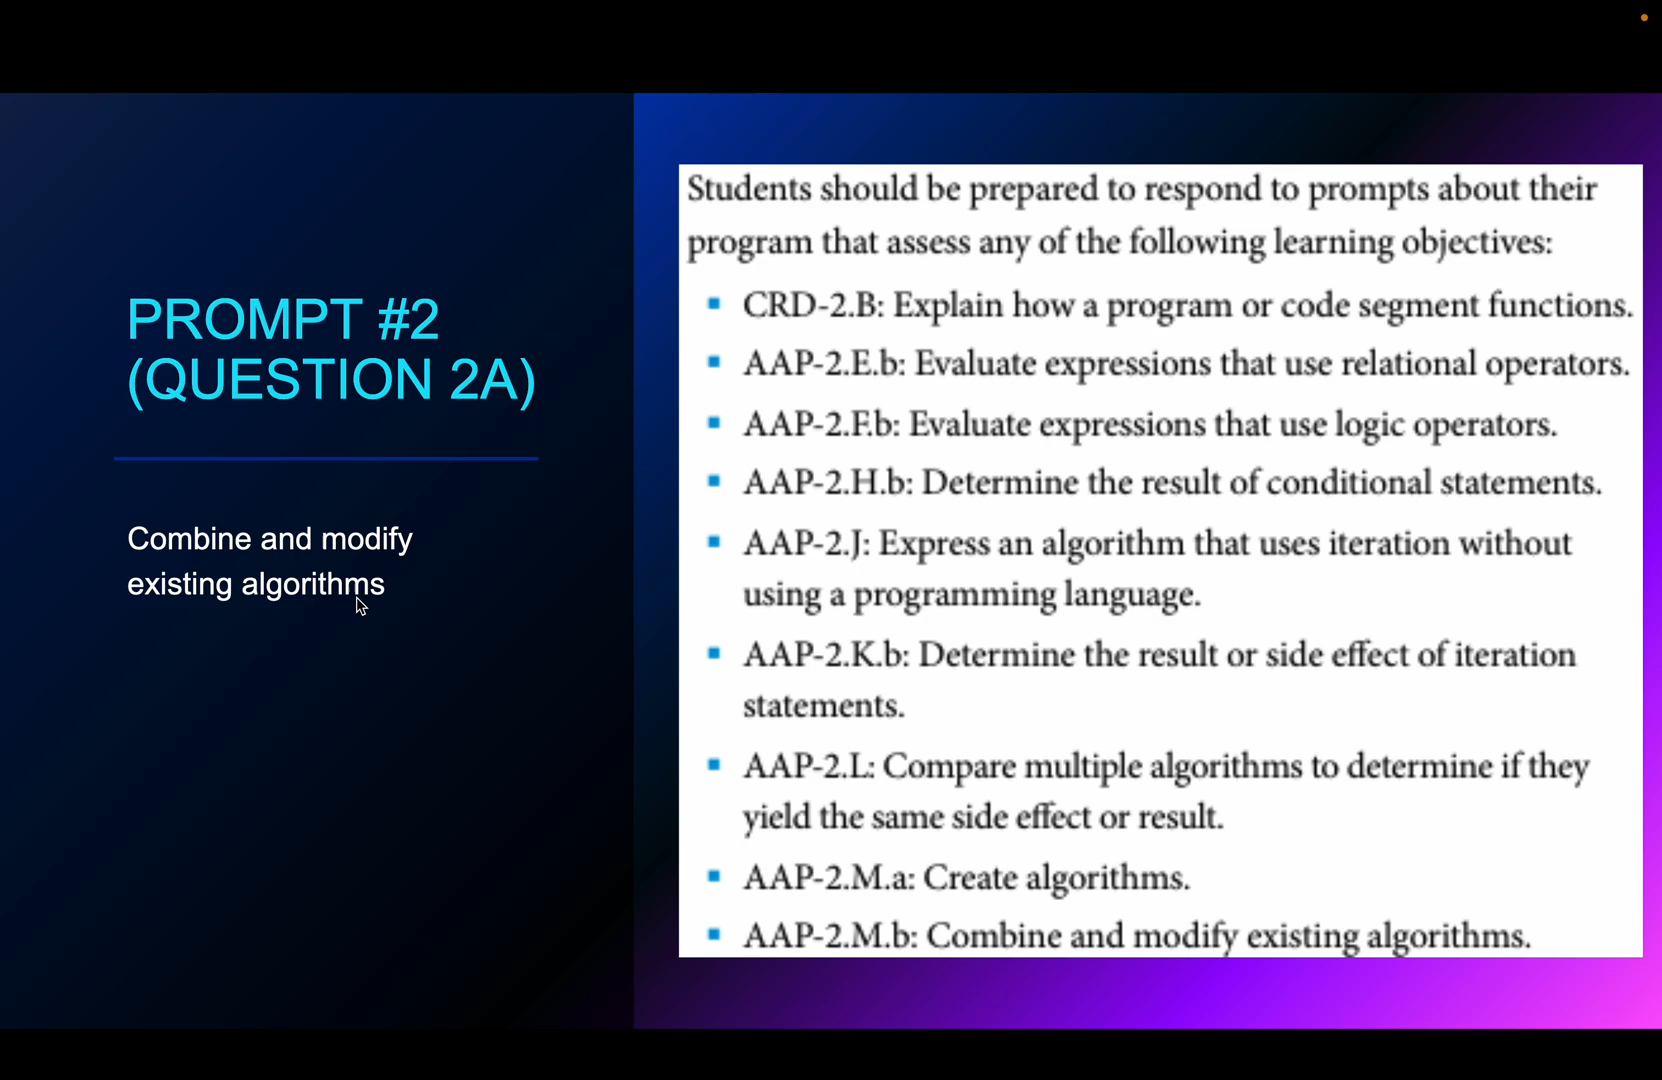 PROMPT #2
(QUESTION 2A)
Combine and modify
existing algorithms
Students should be prepared to respond to prompts about their
program that assess any of the following learning objectives:
▪ CRD-2.B: Explain how a program or code segment functions.
▪ AAP-2.E.b: Evaluate expressions that use relational operators.
▪ AAP-2.F.b: Evaluate expressions that use logic operators.
▪ AAP-2.H.b: Determine the result of conditional statements.
▪ AAP-2.J: Express an algorithm that uses iteration without
using a programming language.
▪ AAP-2.K.b: Determine the result or side effect of iteration
statements.
▪ AAP-2.L: Compare multiple algorithms to determine if they
yield the same side effect or result.
▪ AAP-2.M.a: Create algorithms.
▪ AAP-2.M.b: Combine and modify existing algorithms.